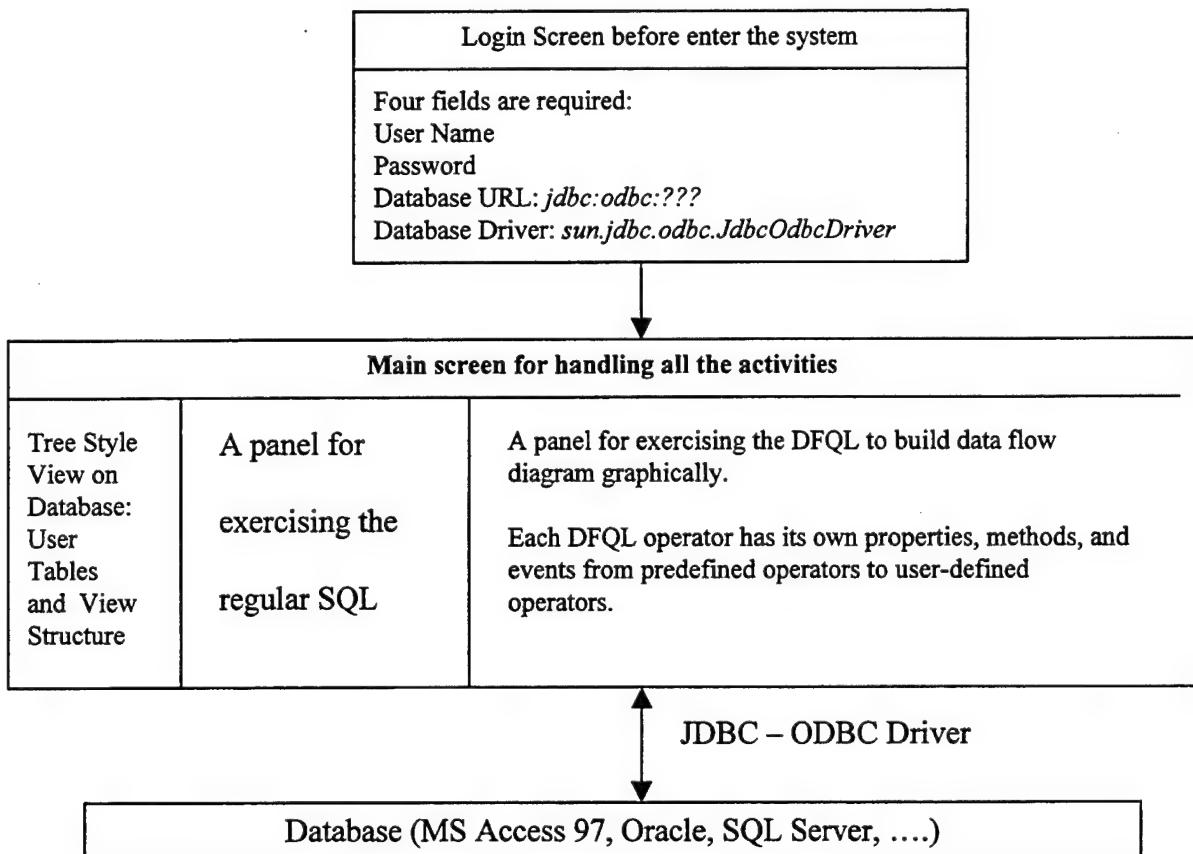 Login Screen before enter the system
Four fields are required:
User Name
Password
Database URL: jdbc:odbc:???
Database Driver: sun.jdbc.odbc.JdbcOdbcDriver
Main screen for handling all the activities
Tree Style
View on
Database:
User
Tables
and View
Structure
A panel for
exercising the
regular SQL
A panel for exercising the DFQL to build data flow
diagram graphically.
Each DFQL operator has its own properties, methods, and
events from predefined operators to user-defined
operators.
JDBC – ODBC Driver
Database (MS Access 97, Oracle, SQL Server, ….)